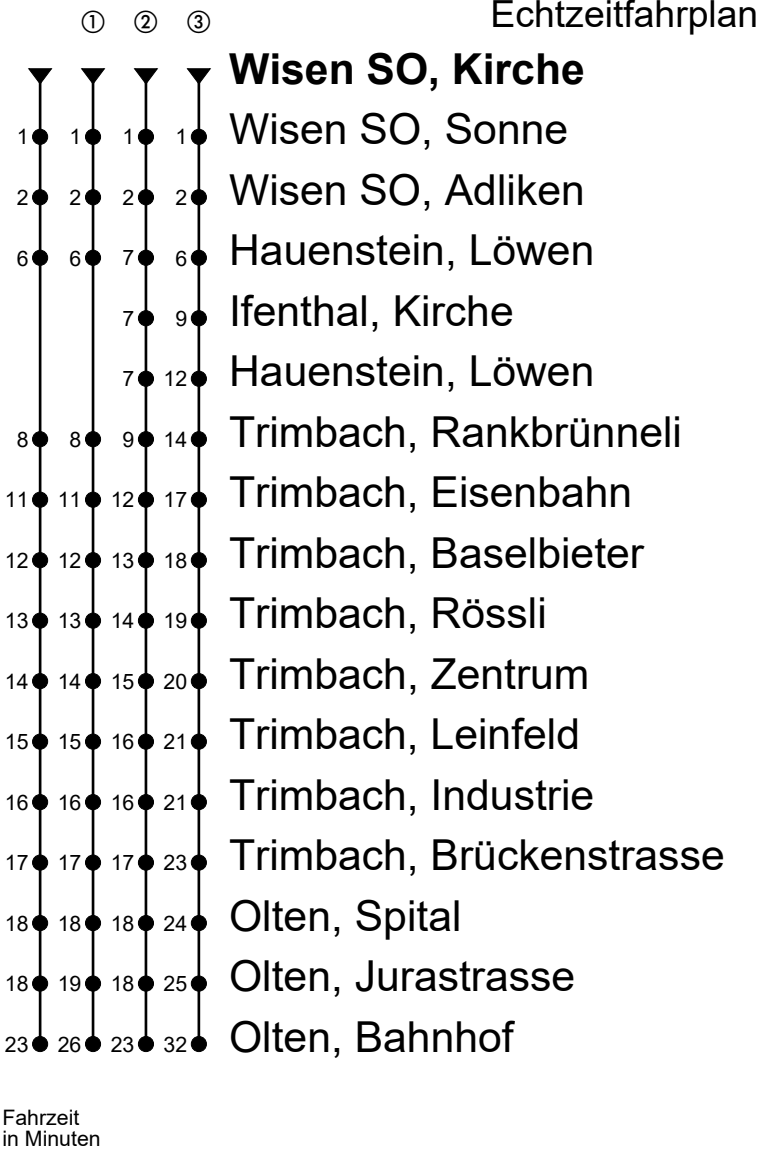 Echtzeitfahrplan
① ② ③
Wisen SO, Kirche
1 1 1 1 Wisen SO, Sonne
2 2 2 2 Wisen SO, Adliken
6 6 7 6 Hauenstein, Löwen
7 9 Ifenthal, Kirche
7 12 Hauenstein, Löwen
8 8 9 14 Trimbach, Rankbrünneli
11 11 12 17 Trimbach, Eisenbahn
12 12 13 18 Trimbach, Baselbieter
13 13 14 19 Trimbach, Rössli
14 14 15 20 Trimbach, Zentrum
15 15 16 21 Trimbach, Leinfeld
16 16 16 21 Trimbach, Industrie
17 17 17 23 Trimbach, Brückenstrasse
18 18 18 24 Olten, Spital
18 19 18 25 Olten, Jurastrasse
23 26 23 32 Olten, Bahnhof
Fahrzeit
in Minuten